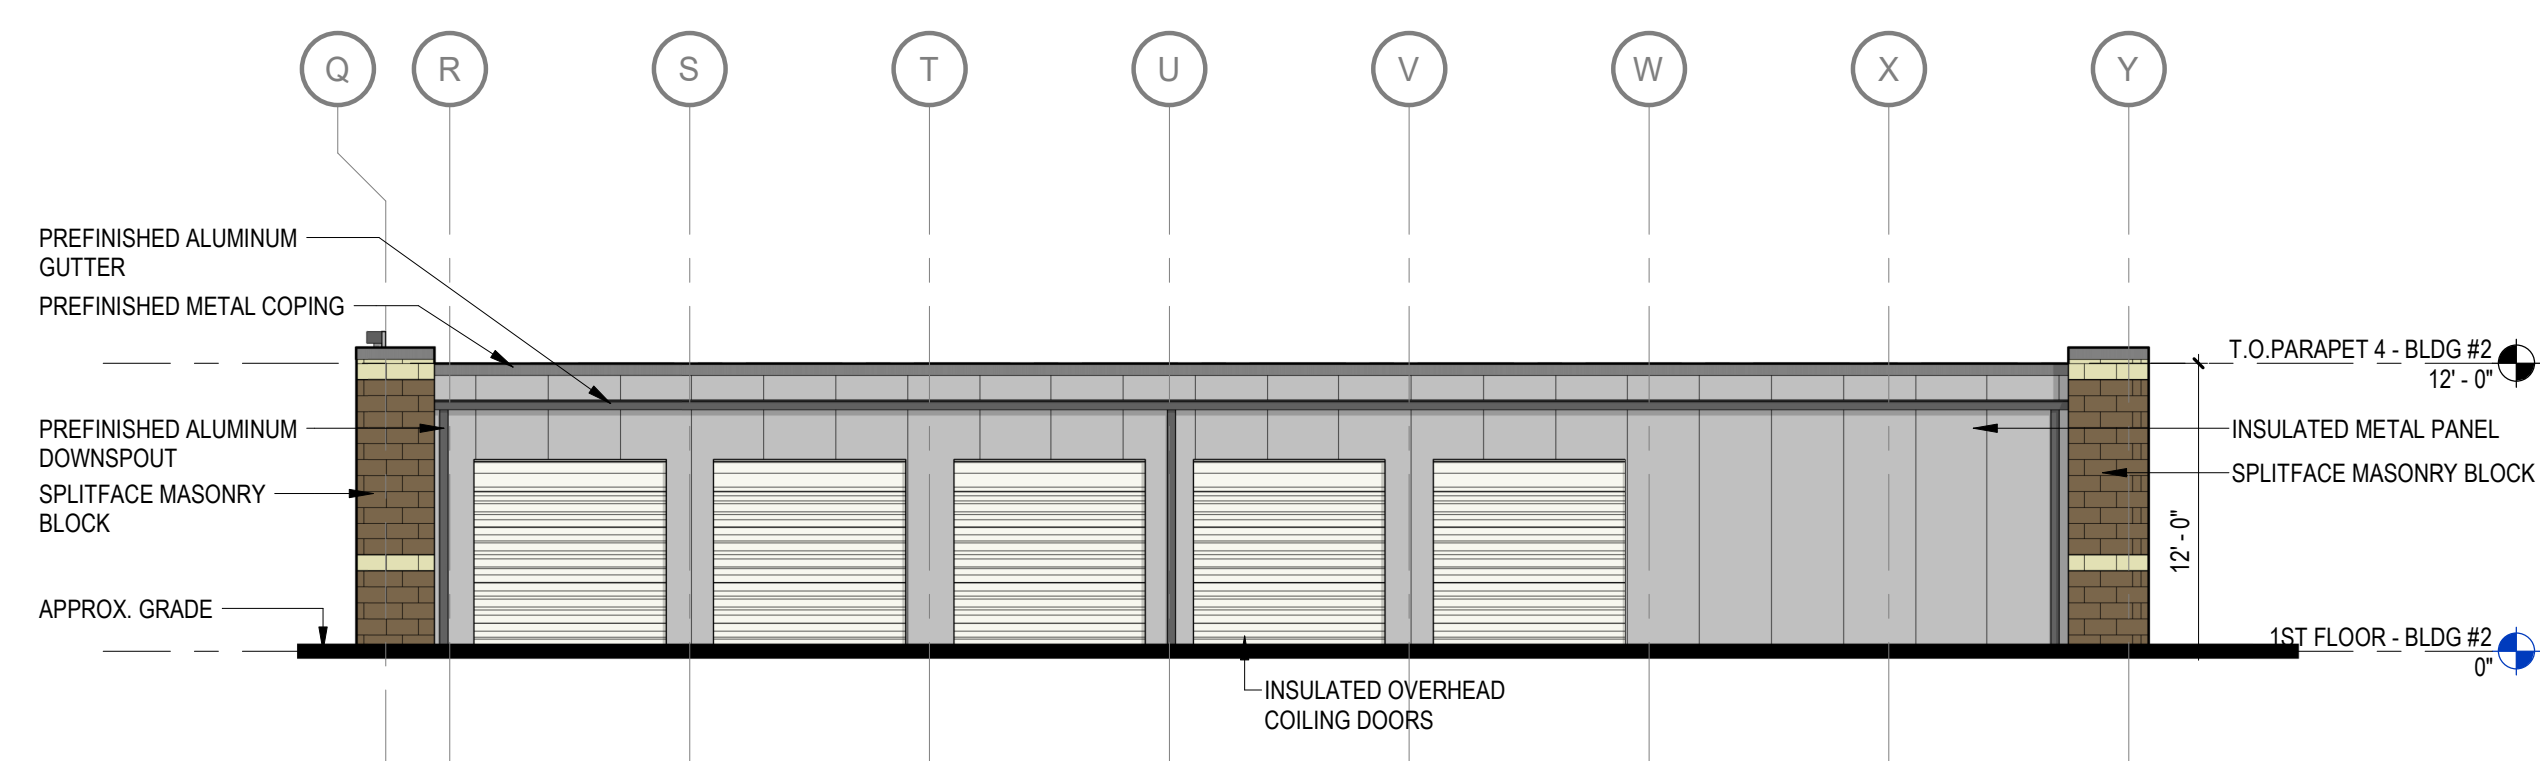 Q R S T U V W X Y
PREFINISHED ALUMINUM
GUTTER
PREFINISHED METAL COPING
PREFINISHED ALUMINUM
DOWNSPOUT
SPLITFACE MASONRY
BLOCK
APPROX. GRADE
INSULATED OVERHEAD
COILING DOORS
T.O.PARAPET 4 - BLDG #2
12' - 0"
INSULATED METAL PANEL
SPLITFACE MASONRY BLOCK
12' - 0"
1ST FLOOR - BLDG #2
0"